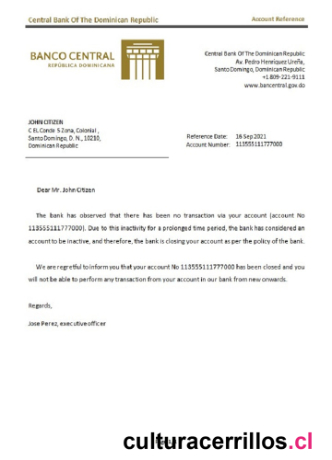 Central Bank Of The Dominican Republic
Account Reference
BANCO CENTRAL
REPÚBLICA DOMINICANA
Central Bank Of The Dominican Republic
Av. Pedro Henríquez Ureña,
Santo Domingo, Dominican Republic
+1 809-221-9111
www.bancentral.gov.do
JOHN CITIZEN
C El Conde 5 Zona, Colonial,
Santo Domingo, D. N., 10210,
Dominican Republic
Reference Date: 16 Sep 2021
Account Number: 113555111777000
Dear Mr. John Citizen
The bank has observed that there has been no transaction via your account (account No
113555111777000). Due to this inactivity for a prolonged time period, the bank has considered an
account to be inactive, and therefore, the bank is closing your account as per the policy of the bank.
We are regretful to inform you that your account No 113555111777000 has been closed and you
will not be able to perform any transaction from your account in our bank from new onwards.
Regards,
Jose Perez, executive officer
culturacerrillos.cl